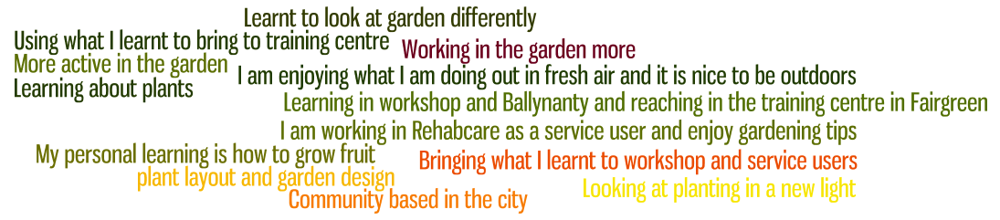 Learnt to look at garden differently
Using what I learnt to bring to training centre
Working in the garden more
More active in the garden
I am enjoying what I am doing out in fresh air and it is nice to be outdoors
Learning about plants
Learning in workshop and Ballynanty and reaching in the training centre in Fairgreen
I am working in Rehabcare as a service user and enjoy gardening tips
My personal learning is how to grow fruit
Bringing what I learnt to workshop and service users
plant layout and garden design
Looking at planting in a new light
Community based in the city